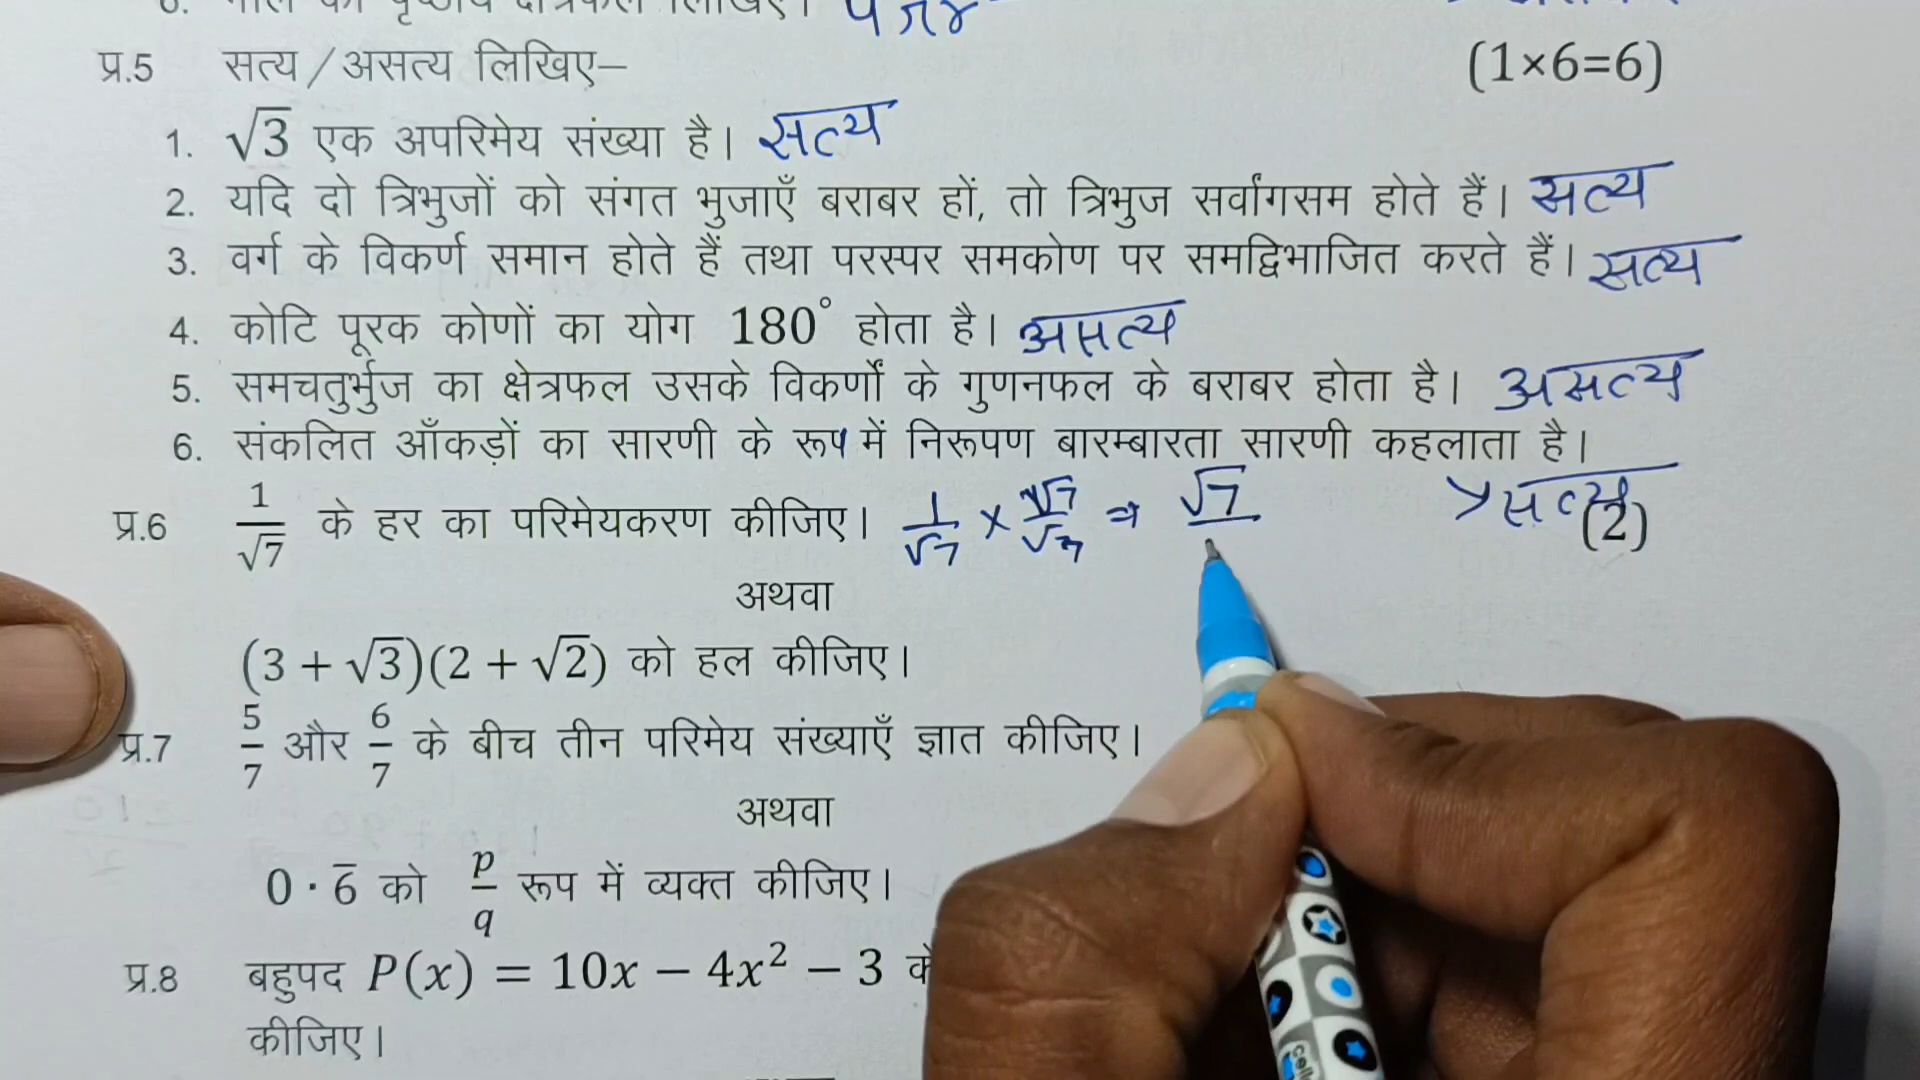 प्र.5 सत्य/असत्य लिखिए– (1×6=6)
1. √3 एक अपरिमेय संख्या है। सत्य
2. यदि दो त्रिभुजों को संगत भुजाएँ बराबर हों, तो त्रिभुज सर्वांगसम होते हैं। सत्य
3. वर्ग के विकर्ण समान होते हैं तथा परस्पर समकोण पर समद्विभाजित करते हैं। सत्य
4. कोटि पूरक कोणों का योग 180° होता है। असत्य
5. समचतुर्भुज का क्षेत्रफल उसके विकर्णों के गुणनफल के बराबर होता है। असत्य
6. संकलित आँकड़ों का सारणी के रूप में निरूपण बारम्बारता सारणी कहलाता है।
सत्य
प्र.6 1/√7 के हर का परिमेयकरण कीजिए। 1/√7 × √7/√7 ⇒ √7 (2)
अथवा
(3 + √3)(2 + √2) को हल कीजिए।
प्र.7 5/7 और 6/7 के बीच तीन परिमेय संख्याएँ ज्ञात कीजिए।
अथवा
0·6̅ को p/q रूप में व्यक्त कीजिए।
प्र.8 बहुपद P(x) = 10x − 4x² − 3
कीजिए।